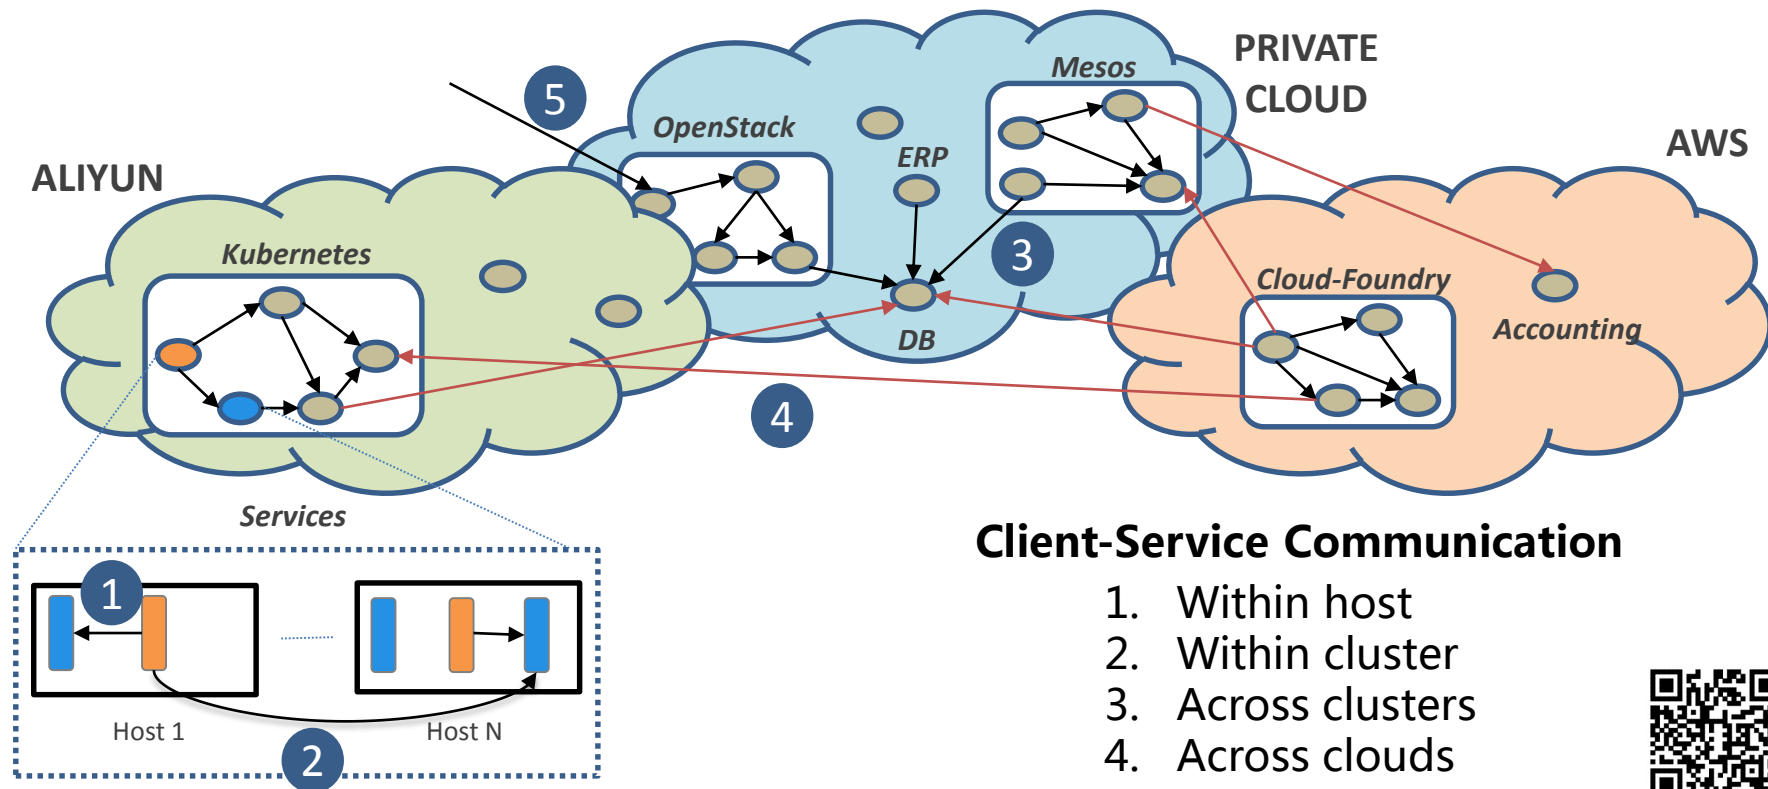 PRIVATE
CLOUD
Mesos
5
OpenStack
ERP
AWS
ALIYUN
Kubernetes
3
Cloud-Foundry
DB
Accounting
4
Services
Client-Service Communication
1
1. Within host
2. Within cluster
3. Across clusters
4. Across clouds
Host 1
Host N
2